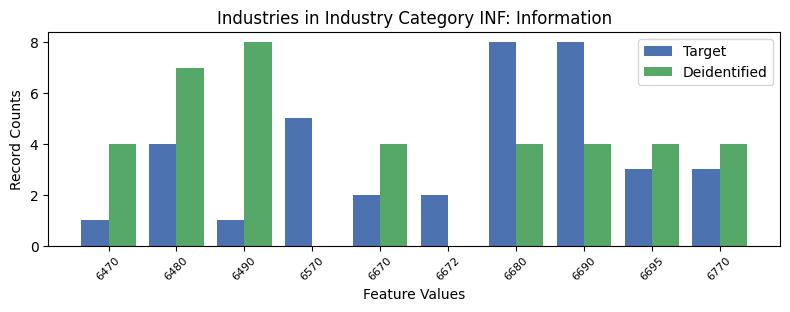 Industries in Industry Category INF: Information
Target
Deidentified
Record Counts
8
6
4
2
0
6470 6480 6490 6570 6670 6672 6680 6690 6695 6770
Feature Values